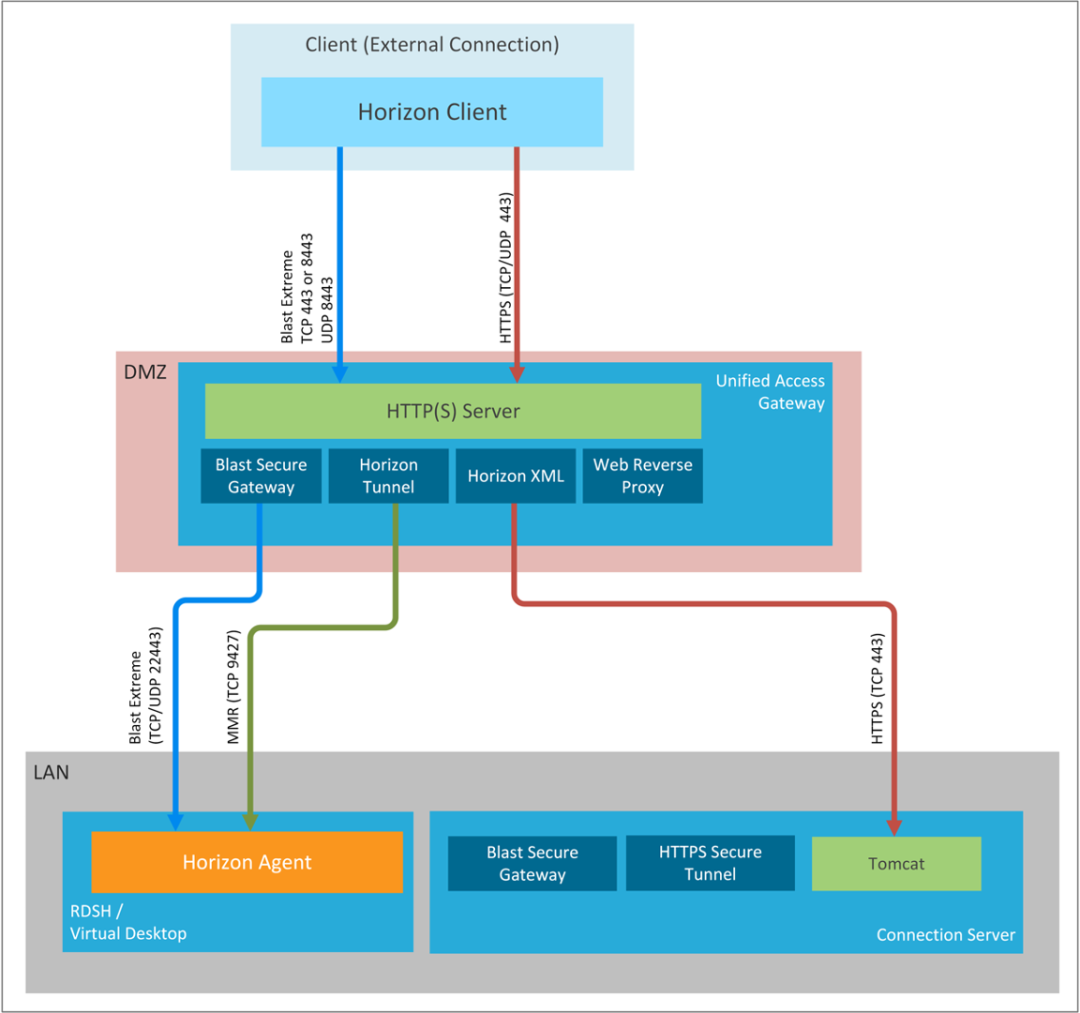 Client (External Connection)
Horizon Client
Blast Extreme
TCP 443 or 8443
UDP 8443
HTTPS (TCP/UDP  443)
DMZ
Unified Access
Gateway
HTTP(S) Server
Blast Secure
Gateway
Horizon
Tunnel
Horizon XML
Web Reverse
Proxy
Blast Extreme
(TCP/UDP 22443)
MMR (TCP 9427)
HTTPS (TCP 443)
LAN
Horizon Agent
RDSH /
Virtual Desktop
Blast Secure
Gateway
HTTPS Secure
Tunnel
Tomcat
Connection Server